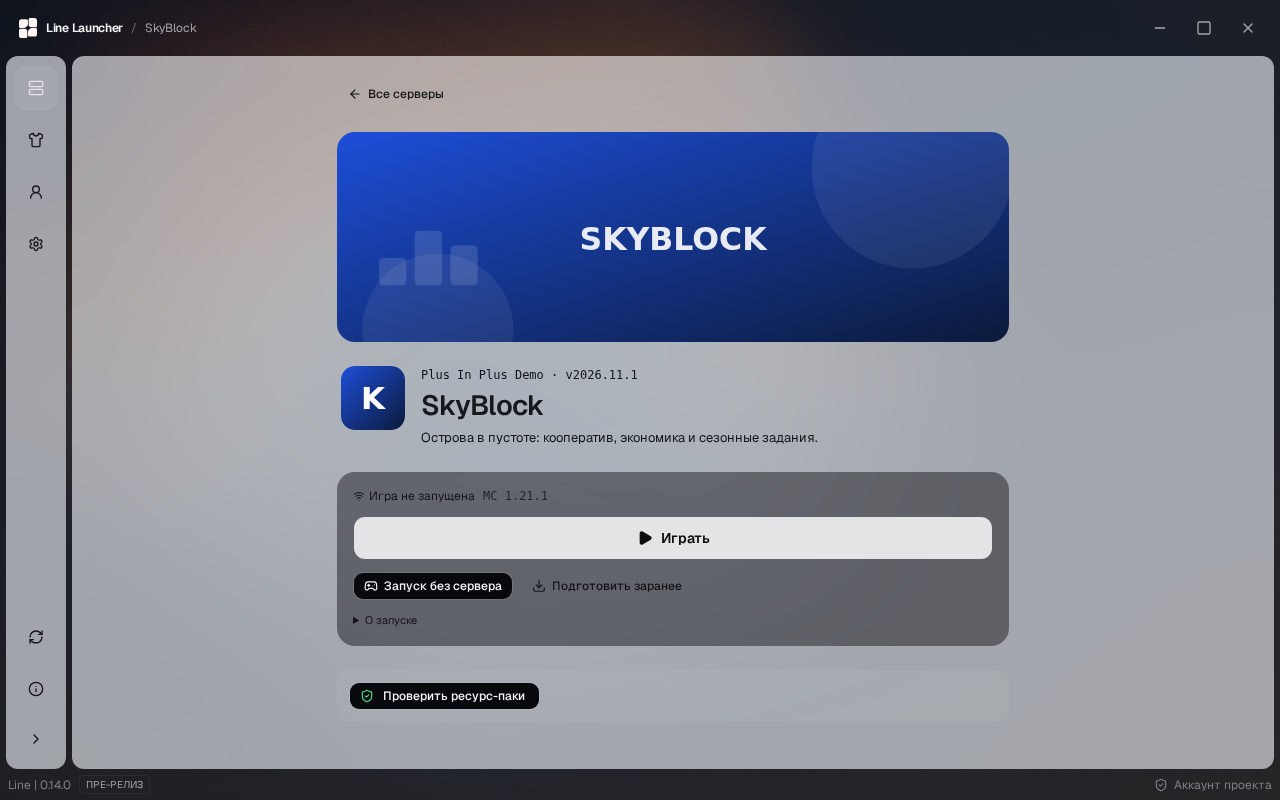 Line Launcher / SkyBlock
Все серверы
SKYBLOCK
K
Plus In Plus Demo · v2026.11.1
SkyBlock
Острова в пустоте: кооператив, экономика и сезонные задания.
Игра не запущена MC 1.21.1
Играть
Запуск без сервера Подготовить заранее
О запуске
Проверить ресурс-паки
Line | 0.14.0 ПРЕ-РЕЛИЗ Аккаунт проекта